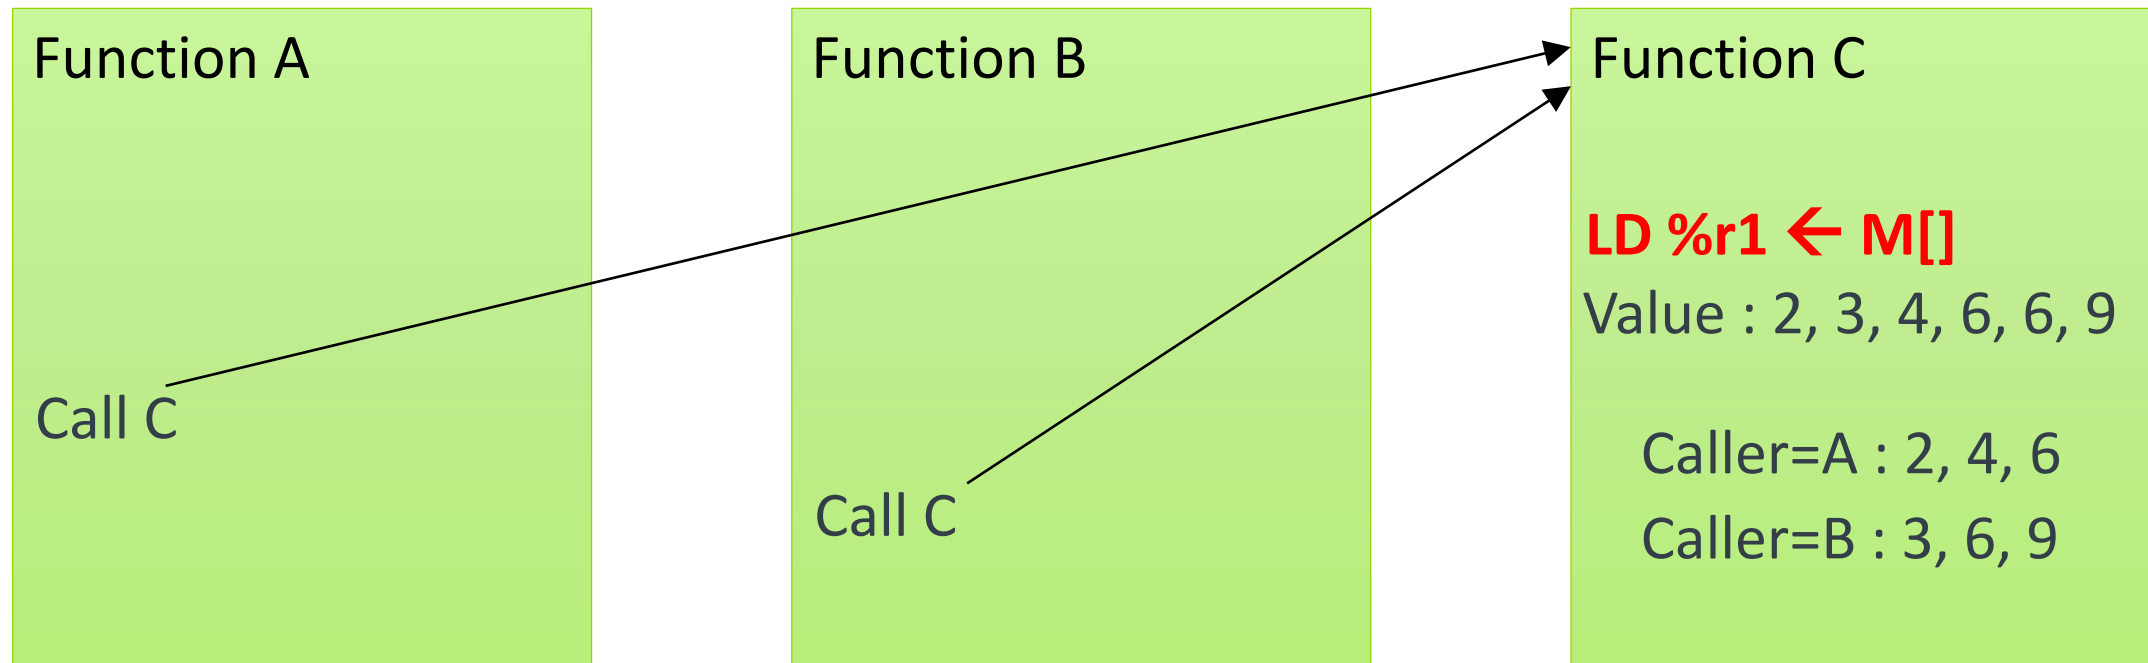 Function A
Call C
Function B
Call C
Function C
LD %r1 ← M[]
Value : 2, 3, 4, 6, 6, 9
Caller=A : 2, 4, 6
Caller=B : 3, 6, 9